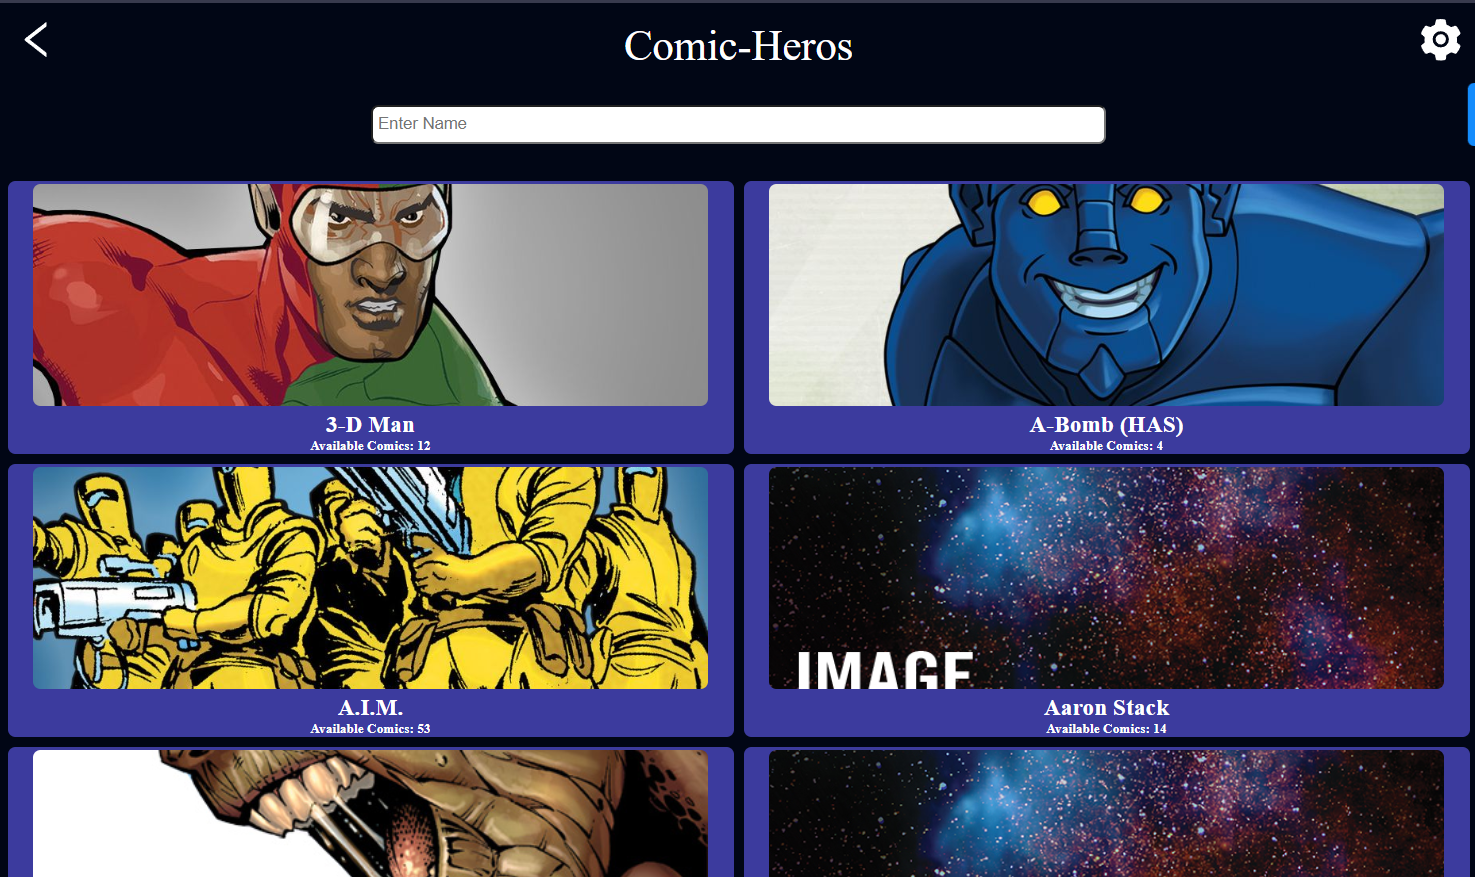 Comic-Heros
Enter Name
3-D Man
Available Comics: 12
A-Bomb (HAS)
Available Comics: 4
A.I.M.
Available Comics: 53
IMAGE
Aaron Stack
Available Comics: 14